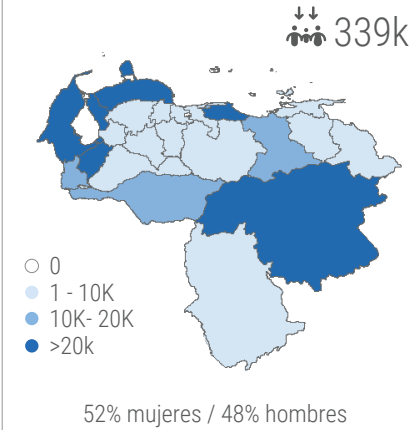 339k
0
1 - 10K
10K- 20K
>20k
52% mujeres / 48% hombres